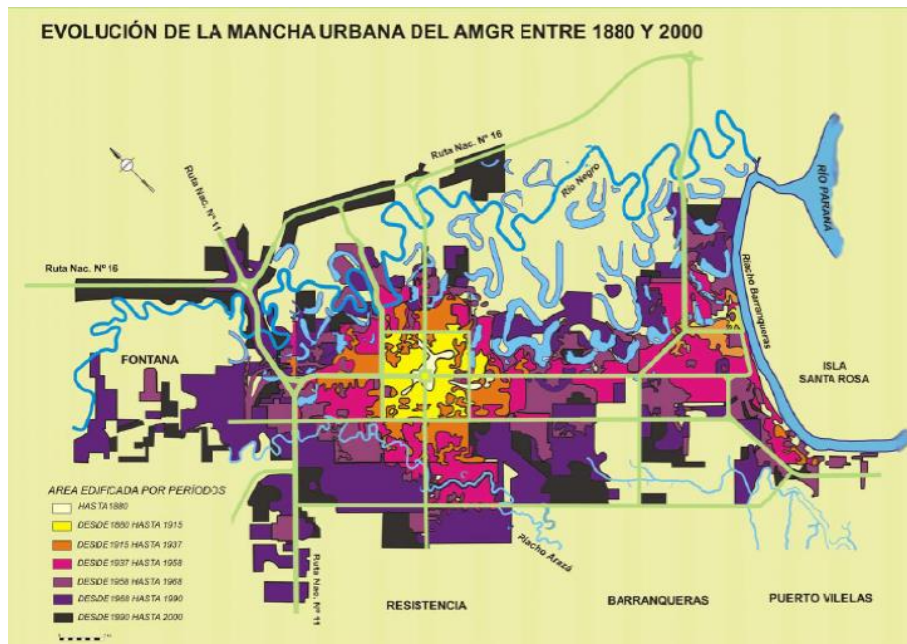 EVOLUCIÓN DE LA MANCHA URBANA DEL AMGR ENTRE 1880 Y 2000
Ruta Nac. Nº 16
Ruta Nac. Nº 11
Río Negro
RÍO PARANÁ
Ruta Nac. Nº 16
Riacho Barranqueras
FONTANA
ISLA
SANTA ROSA
AREA EDIFICADA POR PERÍODOS
HASTA 1880
DESDE 1880 HASTA 1915
DESDE 1915 HASTA 1937
DESDE 1937 HASTA 1958
DESDE 1958 HASTA 1968
DESDE 1968 HASTA 1990
DESDE 1990 HASTA 2000
Riacho Arazá
Ruta Nac. Nº 11
RESISTENCIA
BARRANQUERAS
PUERTO VILELAS